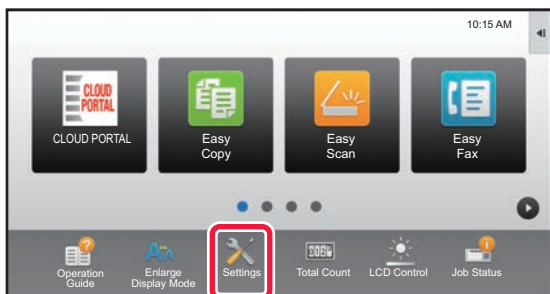 10:15 AM
CLOUD
PORTAL
CLOUD PORTAL
Easy
Copy
Easy
Scan
Easy
Fax
Operation
Guide
Enlarge
Display Mode
Settings
Total Count
LCD Control
Job Status